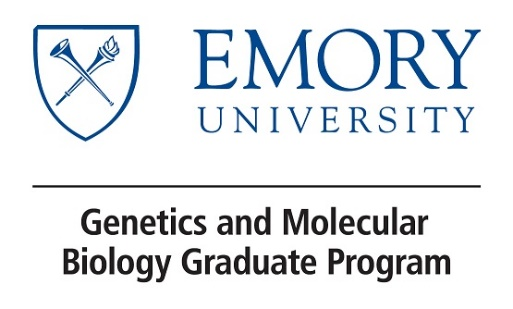 EMORY
UNIVERSITY
Genetics and Molecular
Biology Graduate Program